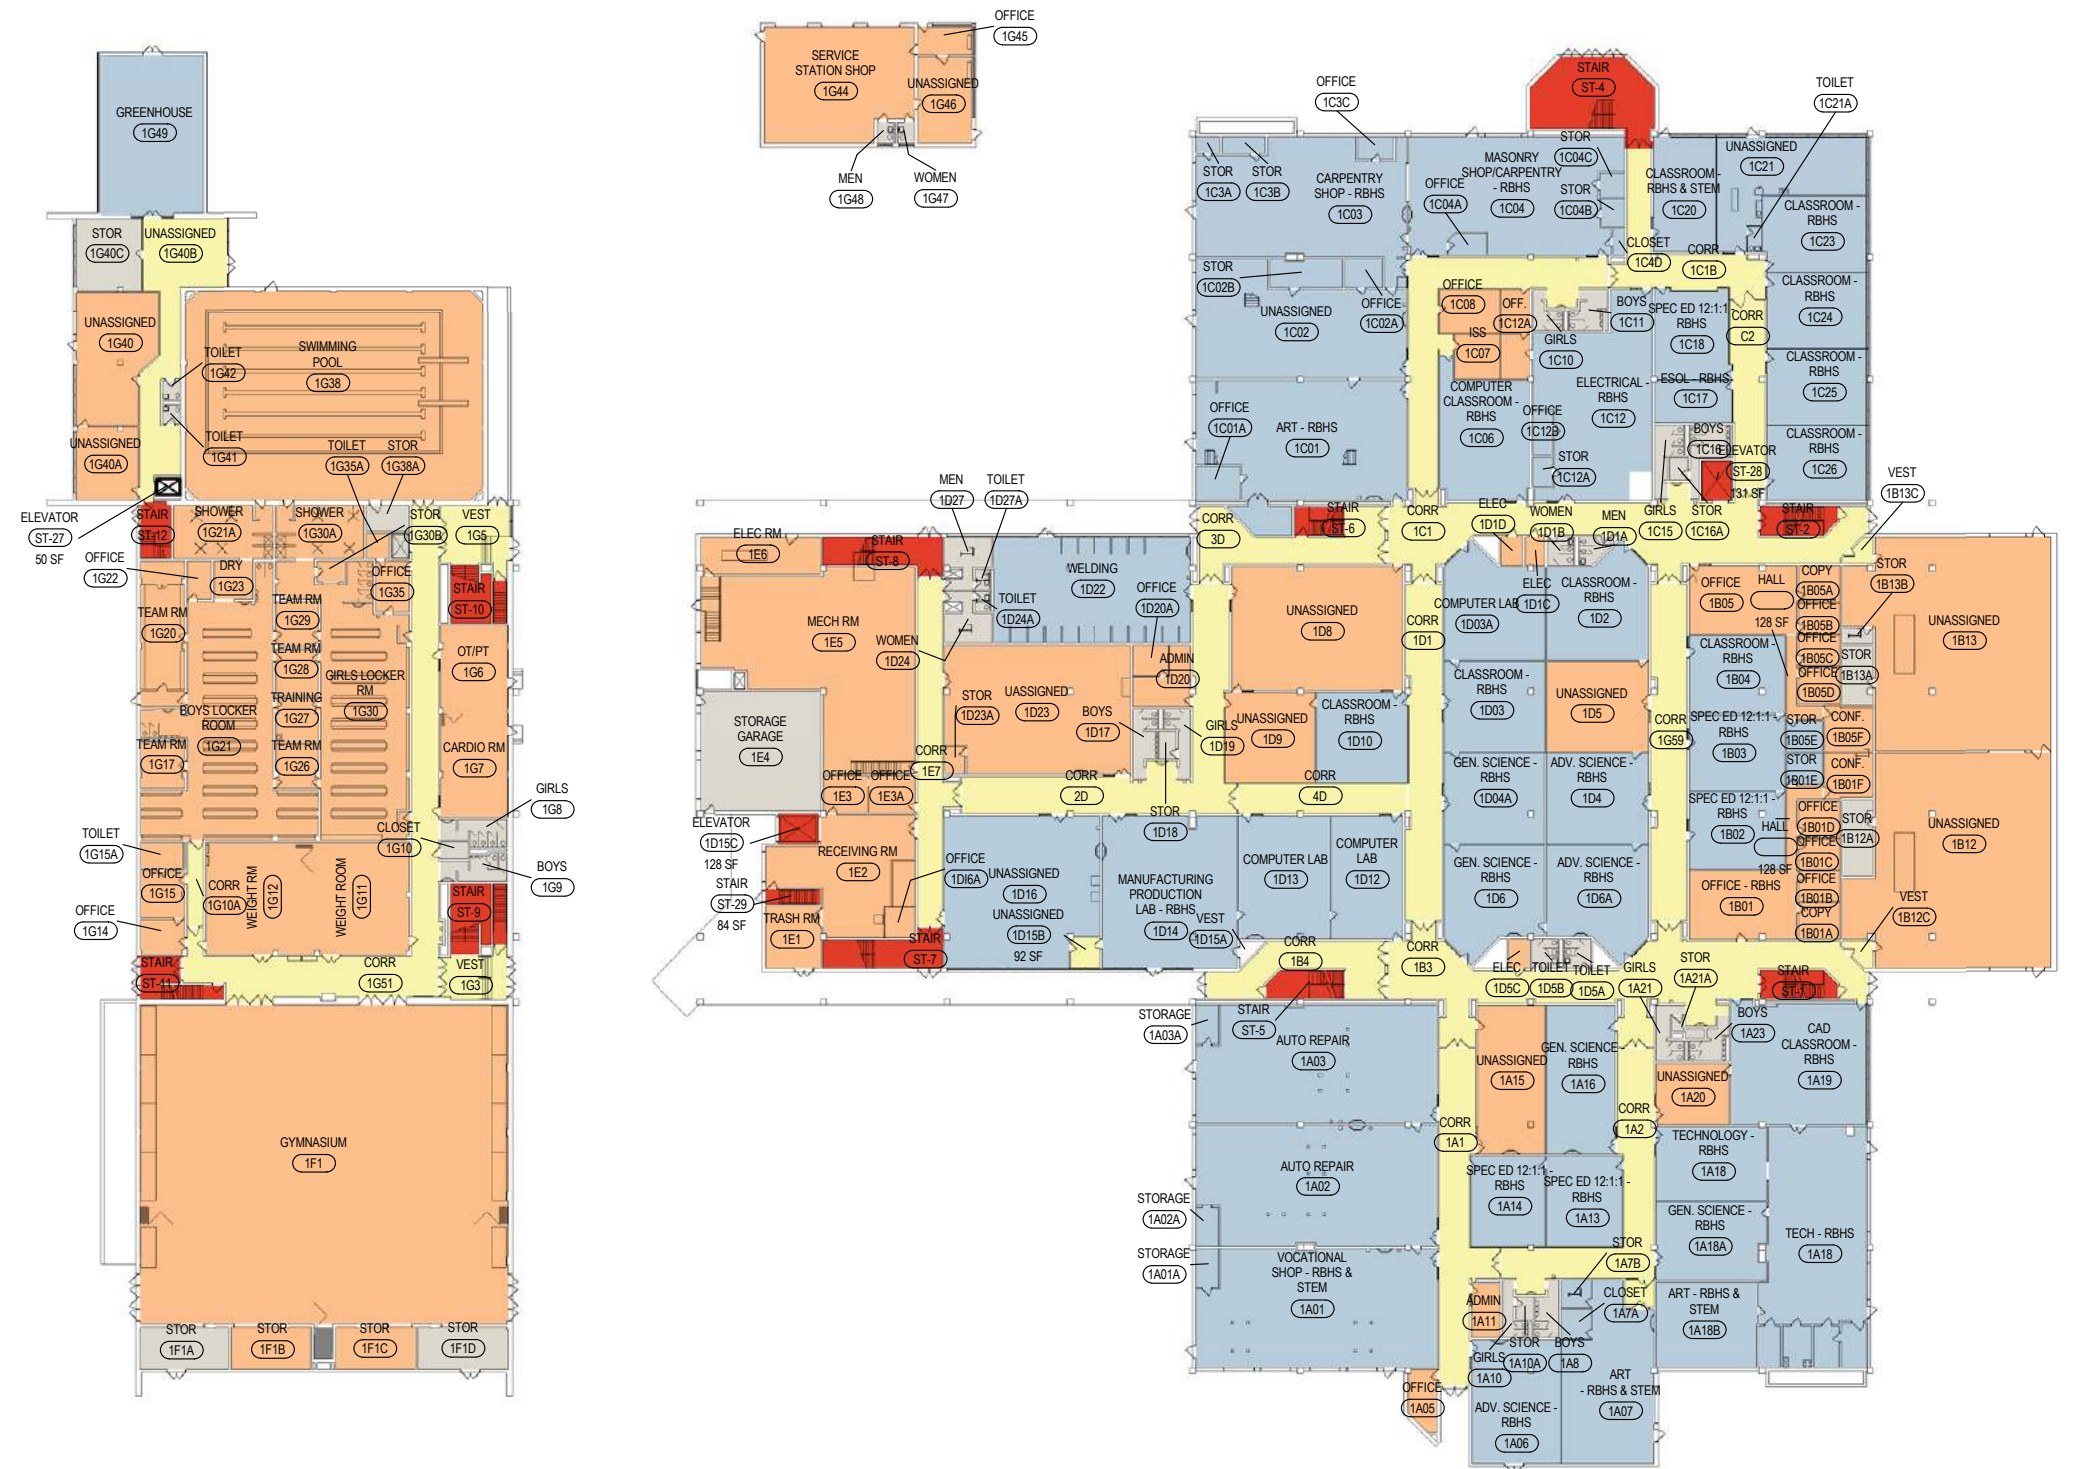 OFFICE
1G45
SERVICE
STATION SHOP
1G44
UNASSIGNED
1G46
MEN
1G48
WOMEN
1G47
GREENHOUSE
1G49
STOR
1G40C
UNASSIGNED
1G40B
UNASSIGNED
1G40
TOILET
1G42
SWIMMING
POOL
1G38
UNASSIGNED
1G40A
TOILET
1G41
TOILET
1G35A
STOR
1G38A
ELEVATOR
ST-27
50 SF
STAIR
ST-12
SHOWER
1G21A
SHOWER
1G30A
STOR
1G30B
VEST
1G5
OFFICE
1G22
DRY
1G23
OFFICE
1G35
STAIR
ST-10
TEAM RM
1G20
TEAM RM
1G29
TEAM RM
1G28
OT/PT
1G6
GIRLS LOCKER
RM
1G30
TRAINING
1G27
BOYS LOCKER
ROOM
1G21
TEAM RM
1G17
TEAM RM
1G26
CARDIO RM
1G7
GIRLS
1G8
TOILET
1G15A
CLOSET
1G10
BOYS
1G9
OFFICE
1G15
CORR
1G10A
WEIGHT RM
1G12
WEIGHT ROOM
1G11
STAIR
ST-9
OFFICE
1G14
STAIR
ST-11
CORR
1G51
VEST
1G3
GYMNASIUM
1F1
STOR
1F1A
STOR
1F1B
STOR
1F1C
STOR
1F1D
STAIR
ST-4
OFFICE
1C3C
TOILET
1C21A
STOR
1C3A
STOR
1C3B
CARPENTRY
SHOP - RBHS
1C03
MASONRY
SHOP/CARPENTRY
- RBHS
1C04
OFFICE
1C04A
STOR
1C04C
STOR
1C04B
CLOSET
1C4D
CLASSROOM -
RBHS & STEM
1C20
UNASSIGNED
1C21
CLASSROOM -
RBHS
1C23
CORR
1C1B
STOR
1C02B
UNASSIGNED
1C02
OFFICE
1C02A
OFFICE
1C08
OFF.
1C12A
ISS
1C07
BOYS
1C11
GIRLS
1C10
SPEC ED 12:1:1 -
RBHS
1C18
CORR
C2
CLASSROOM -
RBHS
1C24
CLASSROOM -
RBHS
1C25
COMPUTER
CLASSROOM -
RBHS
1C06
ELECTRICAL -
RBHS
1C12
OFFICE
1C12B
STOR
1C12A
ESOL - RBHS
1C17
OFFICE
1C01A
ART - RBHS
1C01
BOYS
1C16
ELEVATOR
ST-28
131 SF
CLASSROOM -
RBHS
1C26
CORR
3D
STAIR
ST-6
CORR
1C1
ELEC
1D1D
WOMEN
1D1B
MEN
1D1A
GIRLS
1C15
STOR
1C16A
STAIR
ST-2
VEST
1B13C
MEN
1D27
TOILET
1D27A
ELEC RM
1E6
STAIR
ST-8
WELDING
1D22
TOILET
1D24A
OFFICE
1D20A
MECH RM
1E5
WOMEN
1D24
ADMIN
1D20
UNASSIGNED
1D8
CORR
1D1
COMPUTER LAB
1D03A
ELEC
1D1C
CLASSROOM -
RBHS
1D2
OFFICE
1B05
HALL
128 SF
COPY
1B05A
OFFICE
1B05B
OFFICE
1B05C
OFFICE
1B05D
STOR
1B13B
STOR
1B13A
UNASSIGNED
1B13
STORAGE
GARAGE
1E4
STOR
1D23A
UASSIGNED
1D23
BOYS
1D17
GIRLS
1D19
UNASSIGNED
1D9
CLASSROOM -
RBHS
1D10
CLASSROOM -
RBHS
1D03
UNASSIGNED
1D5
CORR
1G59
CLASSROOM -
RBHS
1B04
SPEC ED 12:1:1 -
RBHS
1B03
STOR
1B05E
CONF.
1B05F
STOR
1B01E
CONF.
1B01F
OFFICE
1E3
OFFICE
1E3A
CORR
1E7
CORR
2D
STOR
1D18
CORR
4D
GEN. SCIENCE -
RBHS
1D04A
ADV. SCIENCE -
RBHS
1D4
SPEC ED 12:1:1 -
RBHS
1B02
HALL
128 SF
OFFICE
1B01D
OFFICE
1B01C
OFFICE
1B01B
COPY
1B01A
STOR
1B12A
UNASSIGNED
1B12
ELEVATOR
1D15C
128 SF
STAIR
ST-29
84 SF
RECEIVING RM
1E2
TRASH RM
1E1
STAIR
ST-7
OFFICE
1DI6A
UNASSIGNED
1D16
UNASSIGNED
1D15B
92 SF
MANUFACTURING
PRODUCTION
LAB - RBHS
1D14
VEST
1D15A
COMPUTER LAB
1D13
COMPUTER
LAB
1D12
GEN. SCIENCE -
RBHS
1D6
ADV. SCIENCE -
RBHS
1D6A
OFFICE - RBHS
1B01
VEST
1B12C
CORR
1B4
CORR
1B3
ELEC
1D5C
TOILET
1D5B
TOILET
1D5A
GIRLS
1A21
STOR
1A21A
STAIR
ST-1
STORAGE
1A03A
STAIR
ST-5
AUTO REPAIR
1A03
UNASSIGNED
1A15
GEN. SCIENCE -
RBHS
1A16
BOYS
1A23
CAD
CLASSROOM -
RBHS
1A19
UNASSIGNED
1A20
CORR
1A1
CORR
1A2
TECHNOLOGY -
RBHS
1A18
AUTO REPAIR
1A02
SPEC ED 12:1:1 -
RBHS
1A14
SPEC ED 12:1:1 -
RBHS
1A13
STORAGE
1A02A
GEN. SCIENCE -
RBHS
1A18A
TECH - RBHS
1A18
STORAGE
1A01A
VOCATIONAL
SHOP - RBHS &
STEM
1A01
STOR
1A7B
CLOSET
1A7A
ADMIN
1A11
ART - RBHS &
STEM
1A18B
GIRLS
1A10
STOR
1A10A
BOYS
1A8
OFFICE
1A05
ADV. SCIENCE -
RBHS
1A06
ART
- RBHS & STEM
1A07